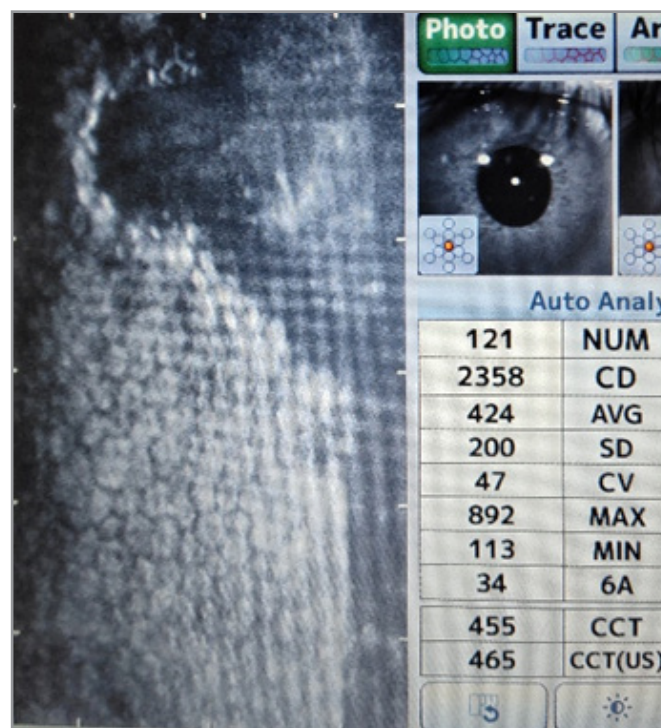 Photo Trace Ar
Auto Analy
121 NUM
2358 CD
424 AVG
200 SD
47 CV
892 MAX
113 MIN
34 6A
455 CCT
465 CCT(US)